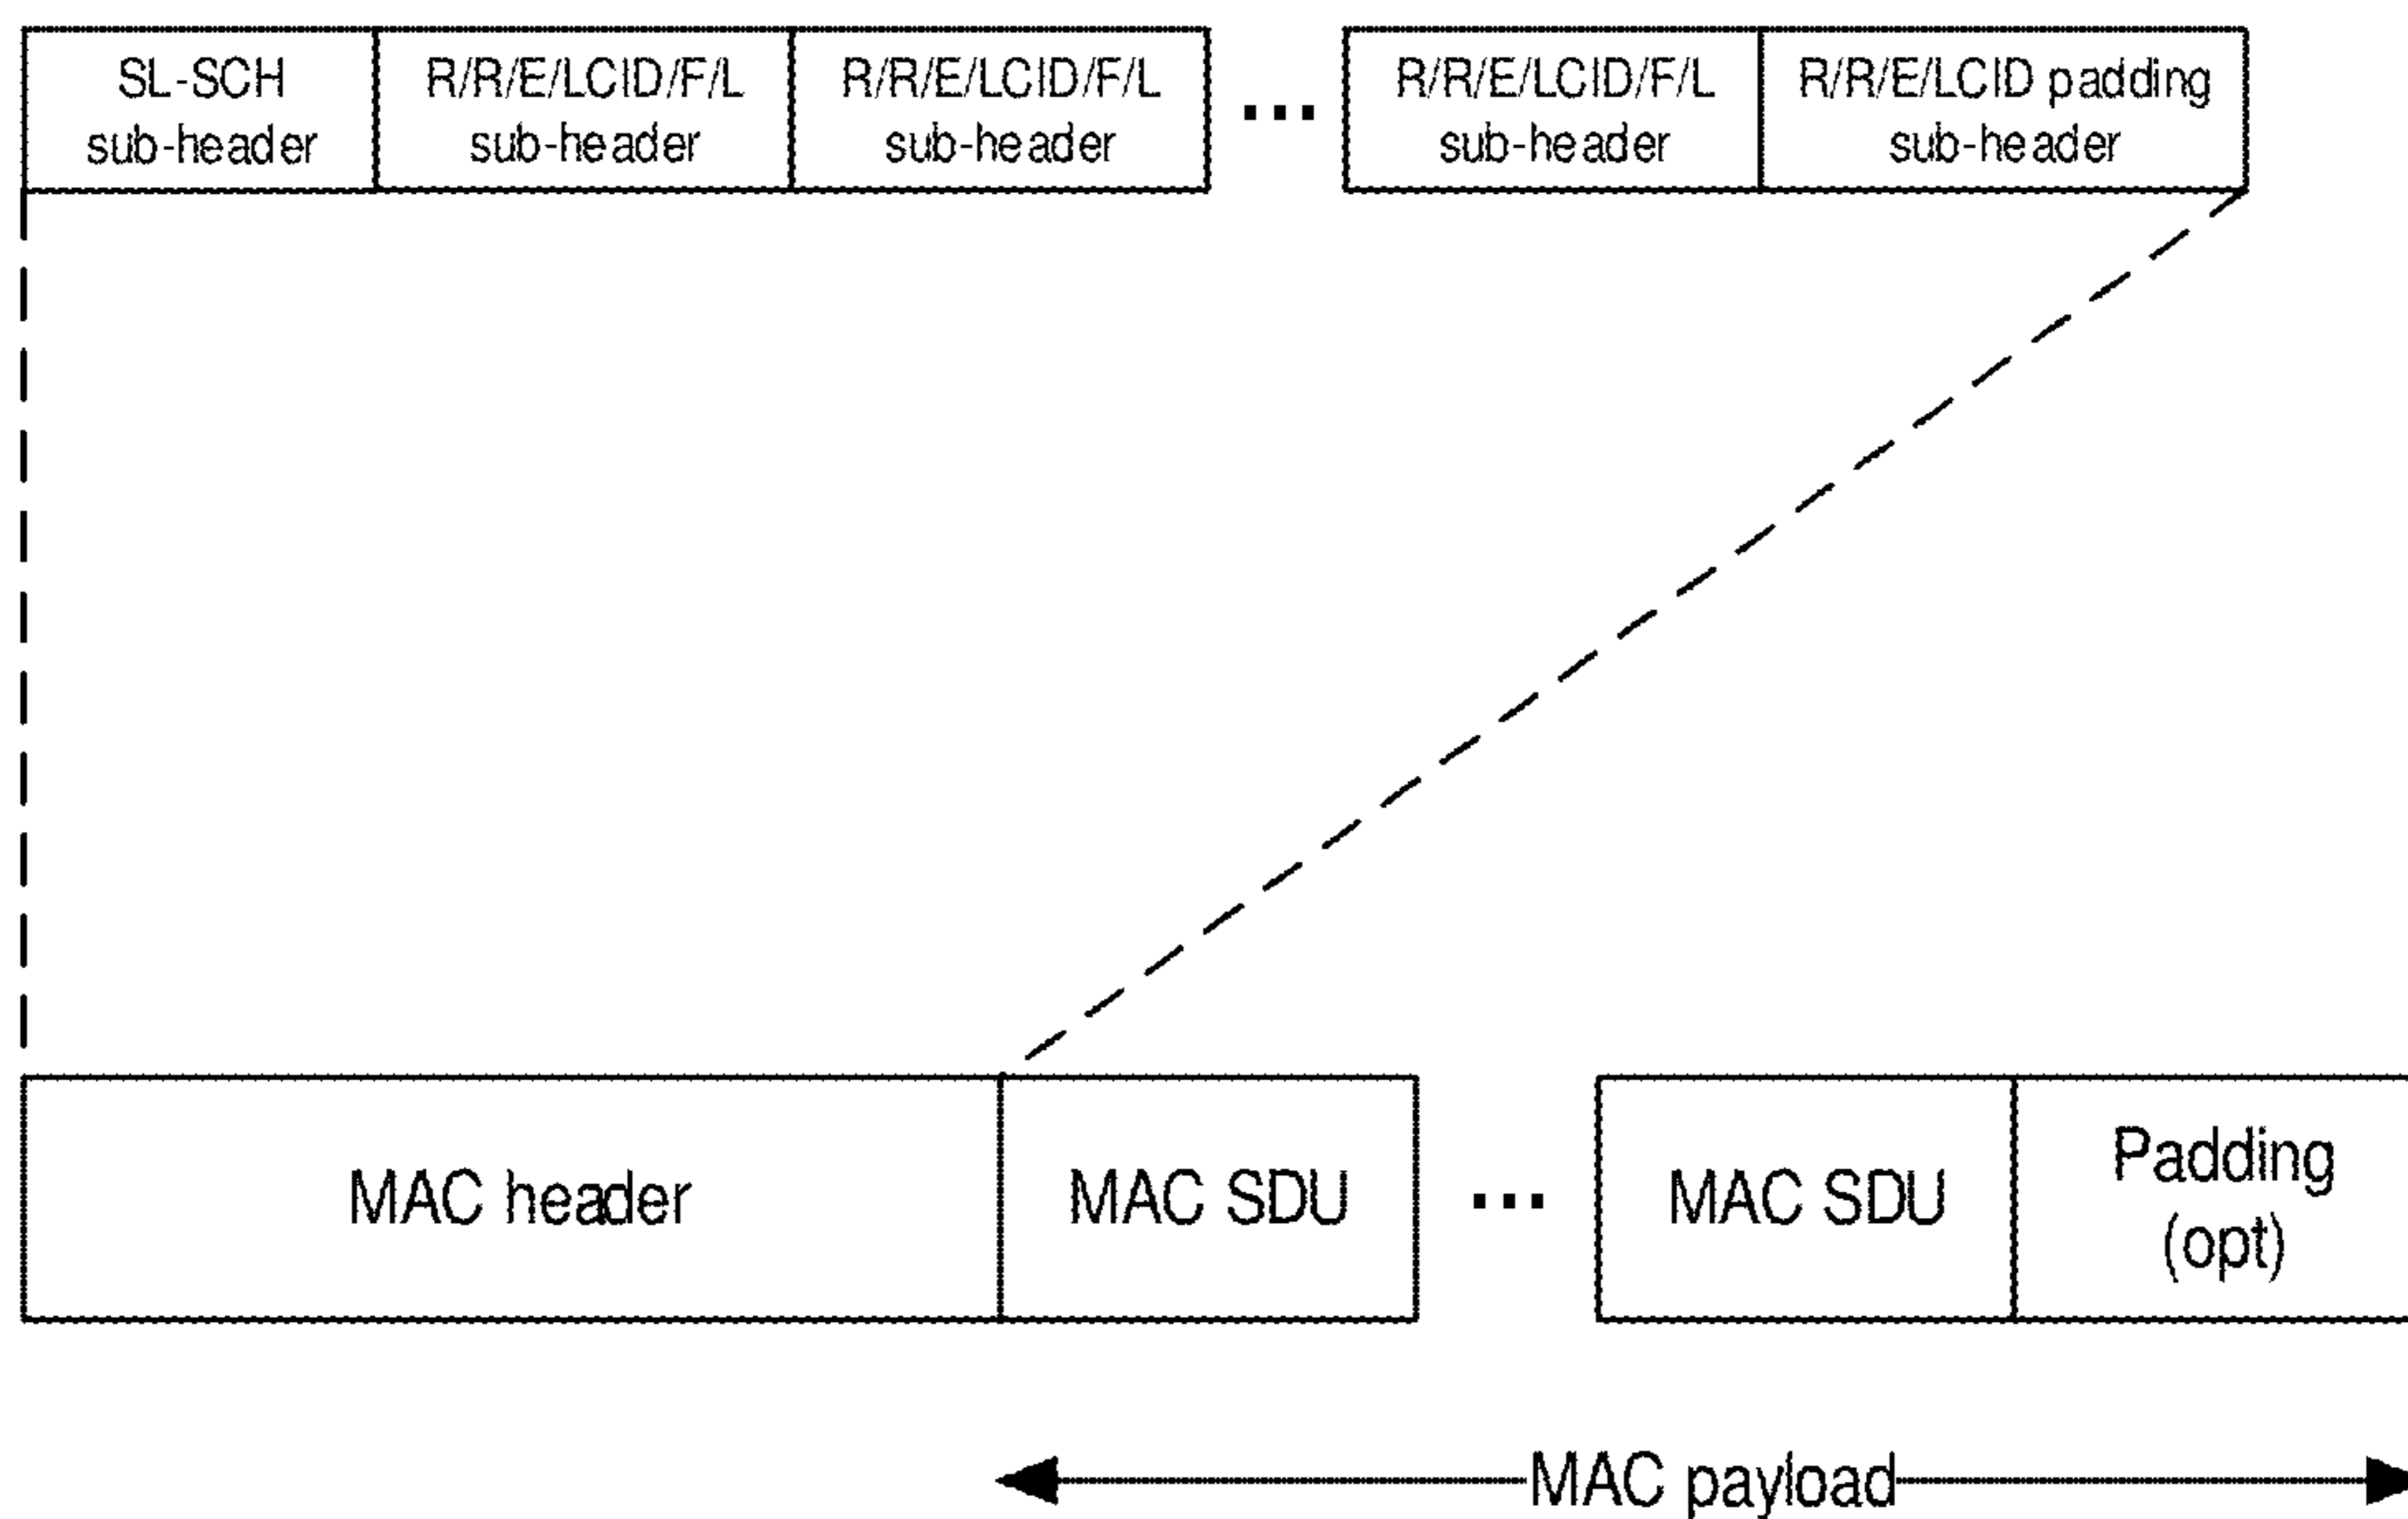 SL-SCH
sub-header
R/R/E/LCID/F/L
sub-header
R/R/E/LCID/F/L
sub-header
...
R/R/E/LCID/F/L
sub-header
R/R/E/LCID padding
sub-header
MAC header
MAC SDU
...
MAC SDU
Padding
(opt)
MAC payload